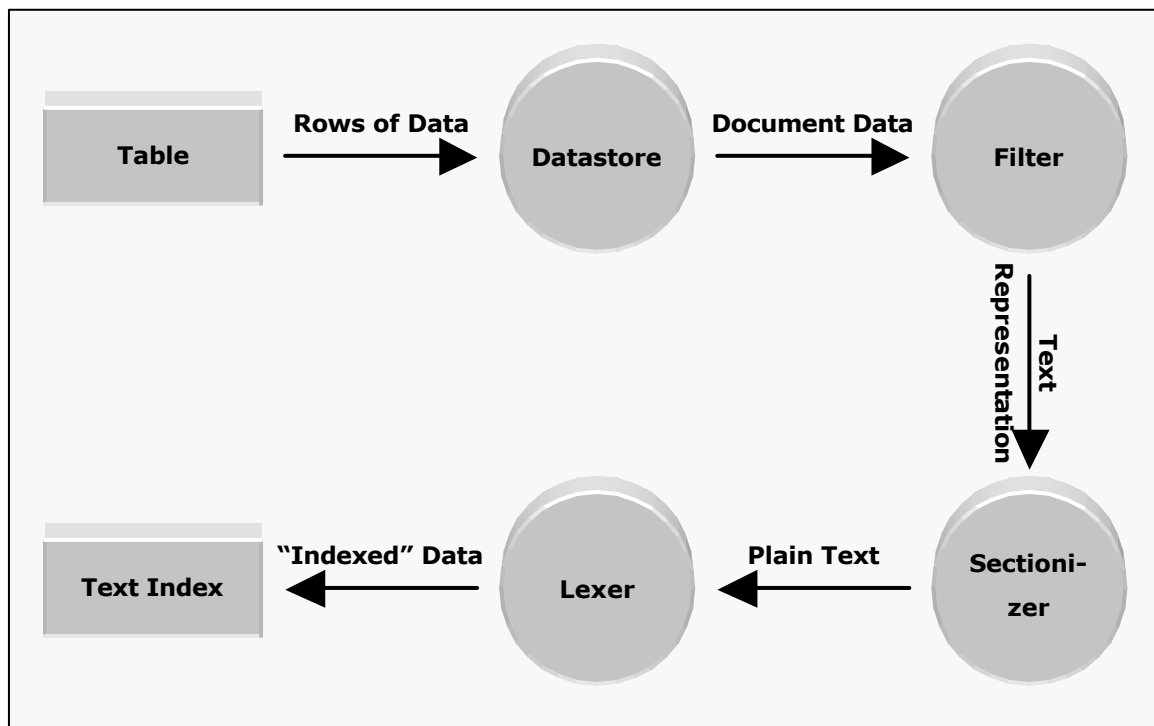 Rows of Data
Document Data
Table
Datastore
Filter
Text
Representation
“Indexed” Data
Plain Text
Text Index
Lexer
Sectioni-
zer